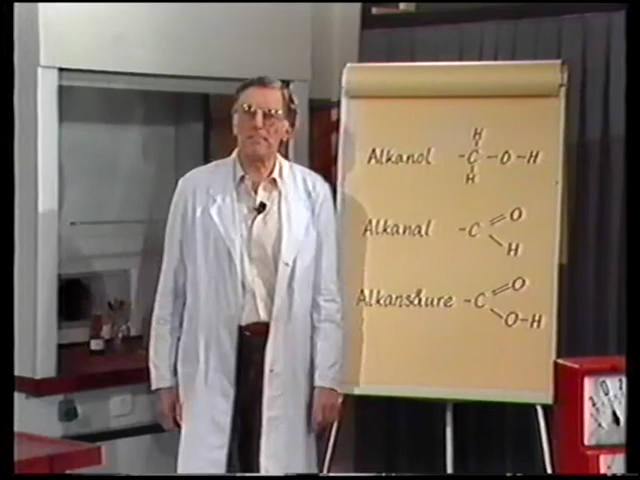 H
Alkanol -C-O-H
H
Alkanal -C=O
H
Alkansäure -C=O
O-H